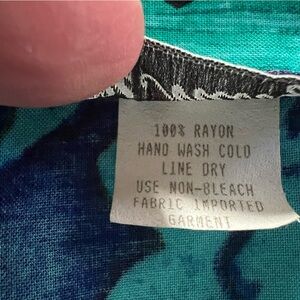 100% RAYON
HAND WASH COLD
LINE DRY
USE NON-BLEACH
FABRIC IMPORTED
GARMENT